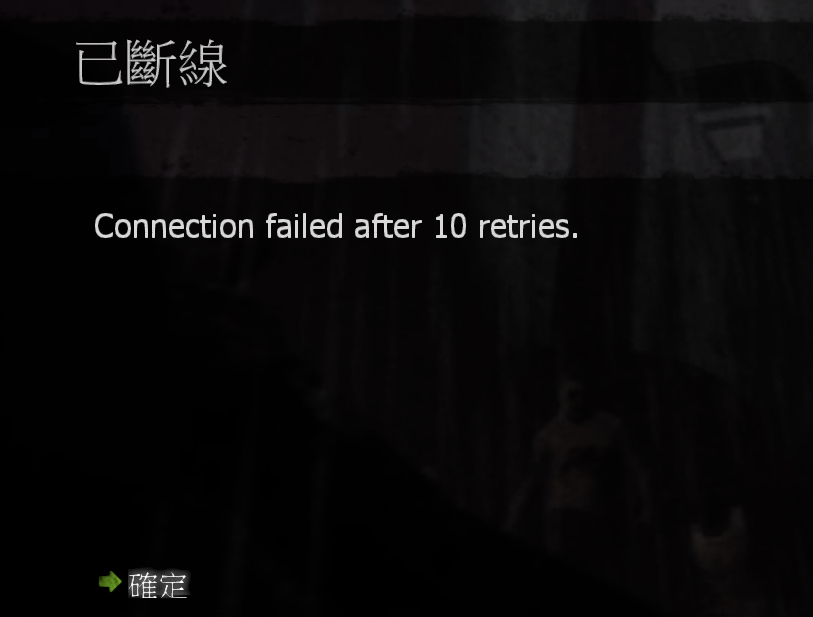 已斷線
Connection failed after 10 retries.
確定